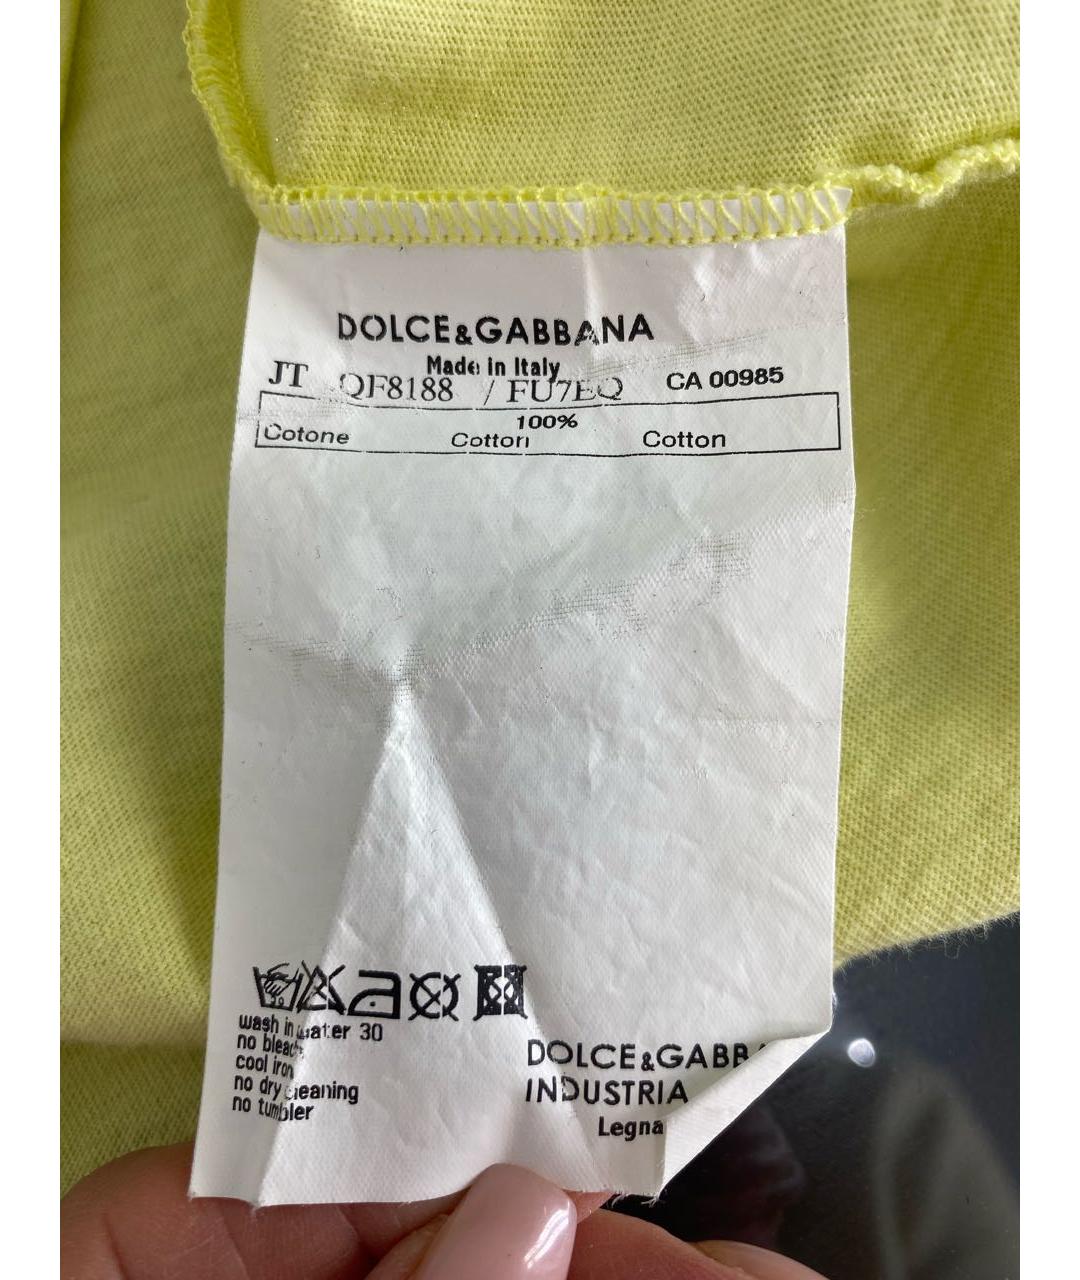 DOLCE&GABBANA
Made in Italy
JT QF8188 / FU7EQ CA 00985
100%
Cotone Cotton Cotton
wash in water 30
no bleach
cool iron
no dry cleaning
no tumbler
DOLCE&GABB
INDUSTRIA
Legna